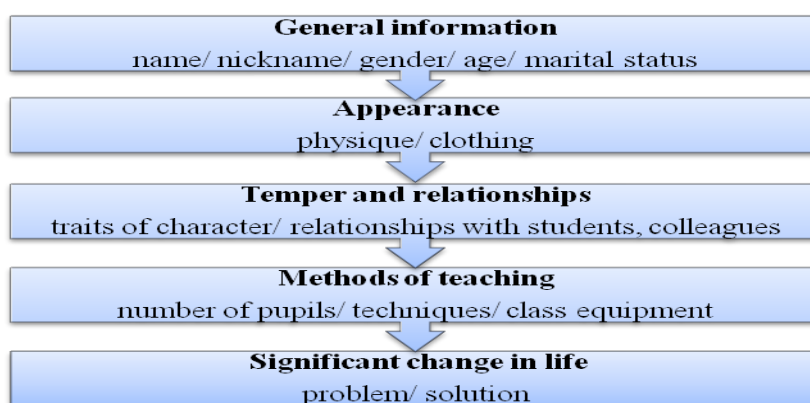 General information
name/ nickname/ gender/ age/ marital status
Appearance
physique/ clothing
Temper and relationships
traits of character/ relationships with students, colleagues
Methods of teaching
number of pupils/ techniques/ class equipment
Significant change in life
problem/ solution